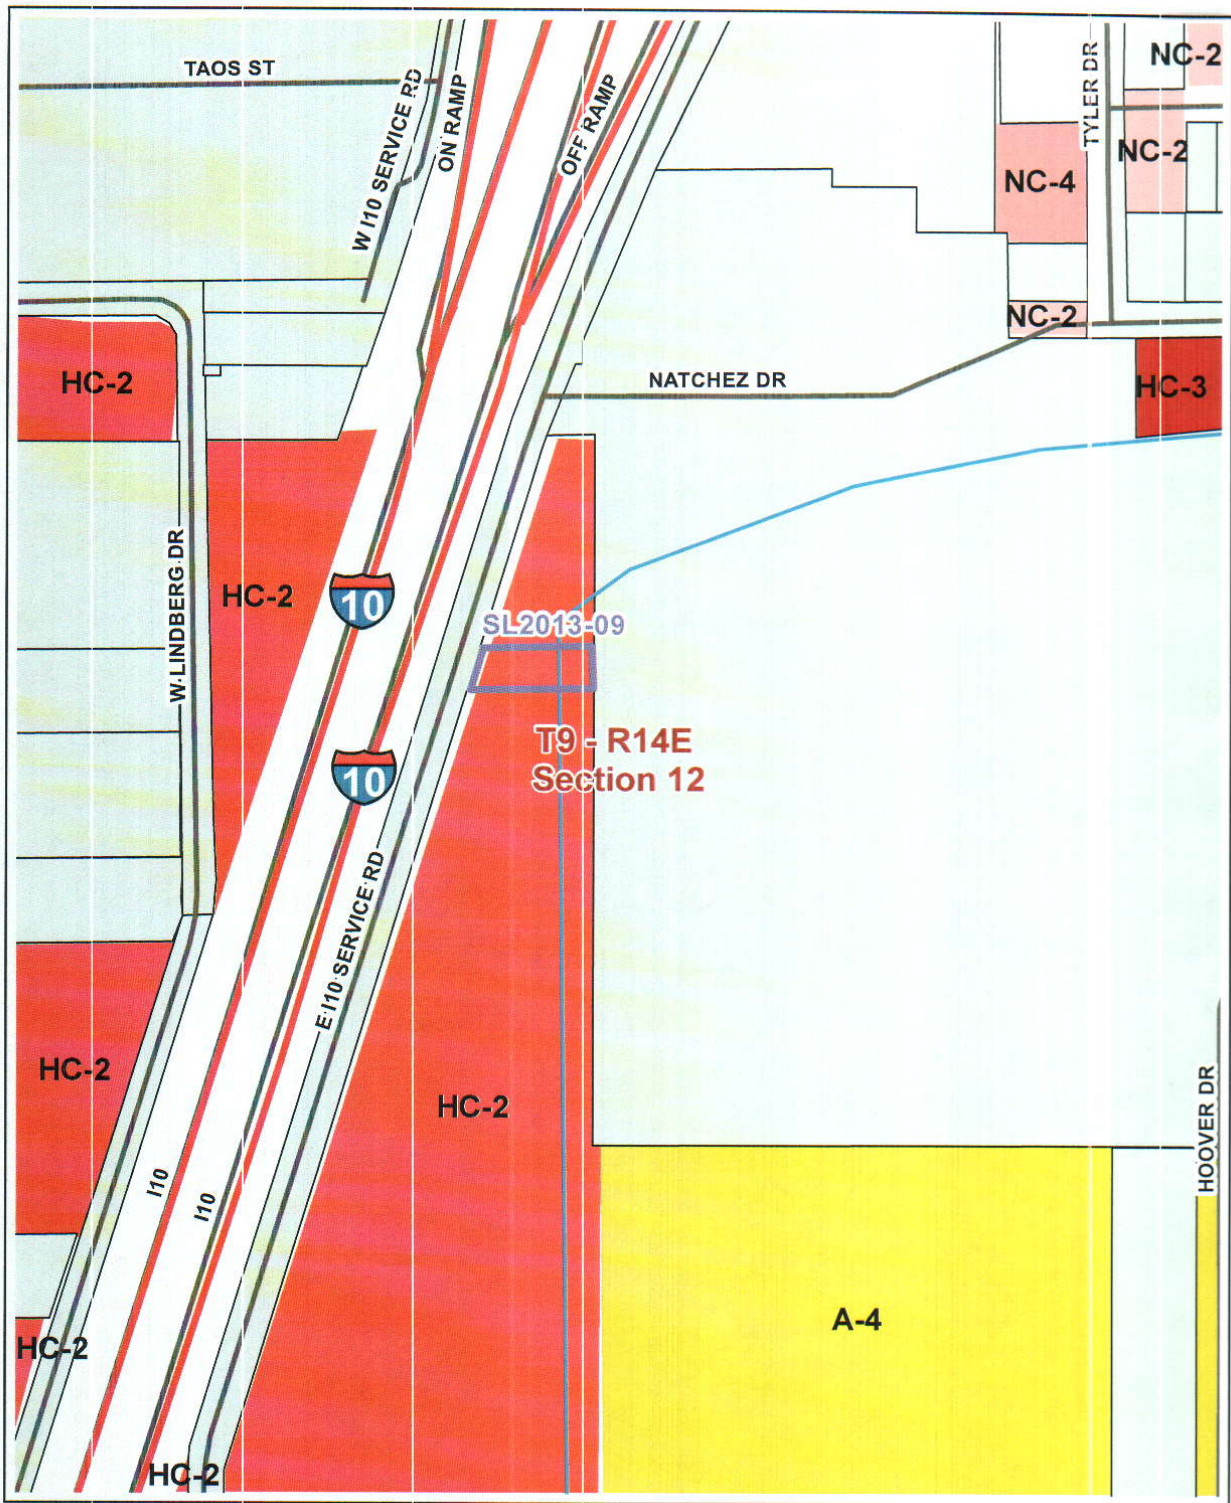 TAOS ST
W I10 SERVICE RD
ON RAMP
OFF RAMP
TYLER DR
NC-2
NC-2
NC-4
NC-2
HC-2
NATCHEZ DR
HC-3
W. LINDBERG DR
HC-2
10
SL2013-09
T9 - R14E
Section 12
10
E I10 SERVICE RD
HC-2
HC-2
HOOVER DR
I10
I10
A-4
HC-2
HC-2